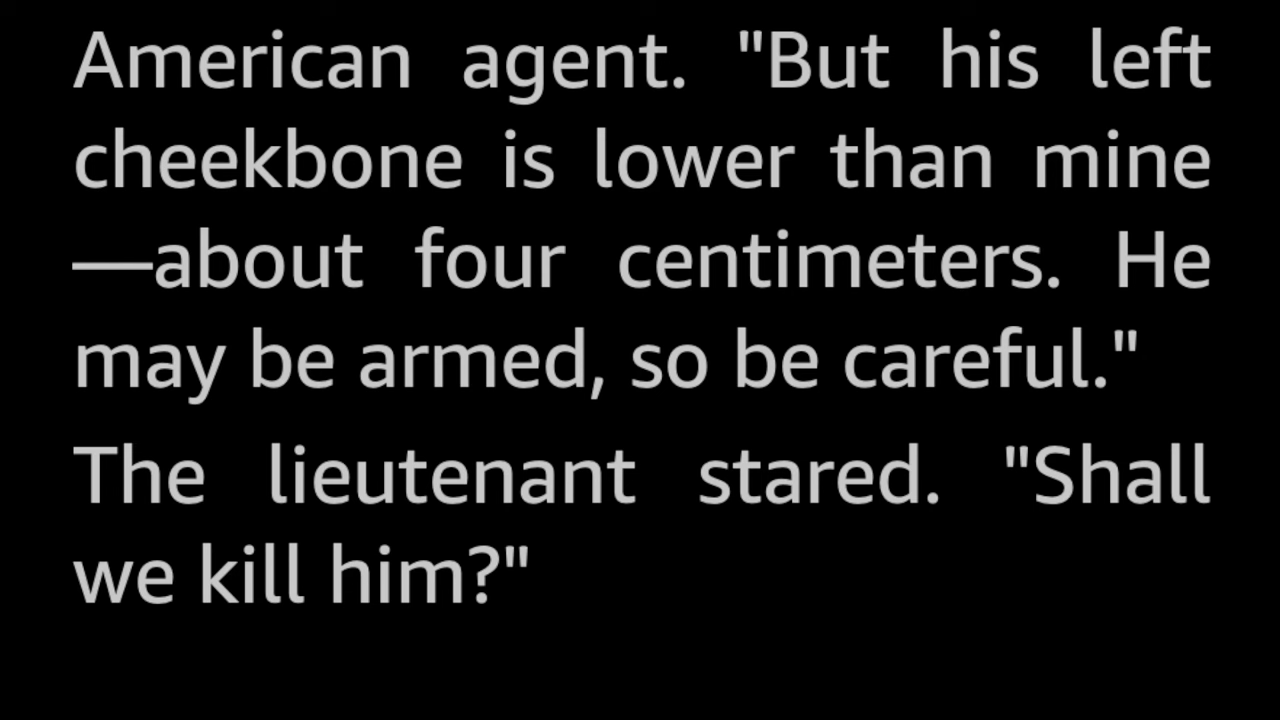 American agent. "But his left
cheekbone is lower than mine
—about four centimeters. He
may be armed, so be careful."
The lieutenant stared. "Shall
we kill him?"